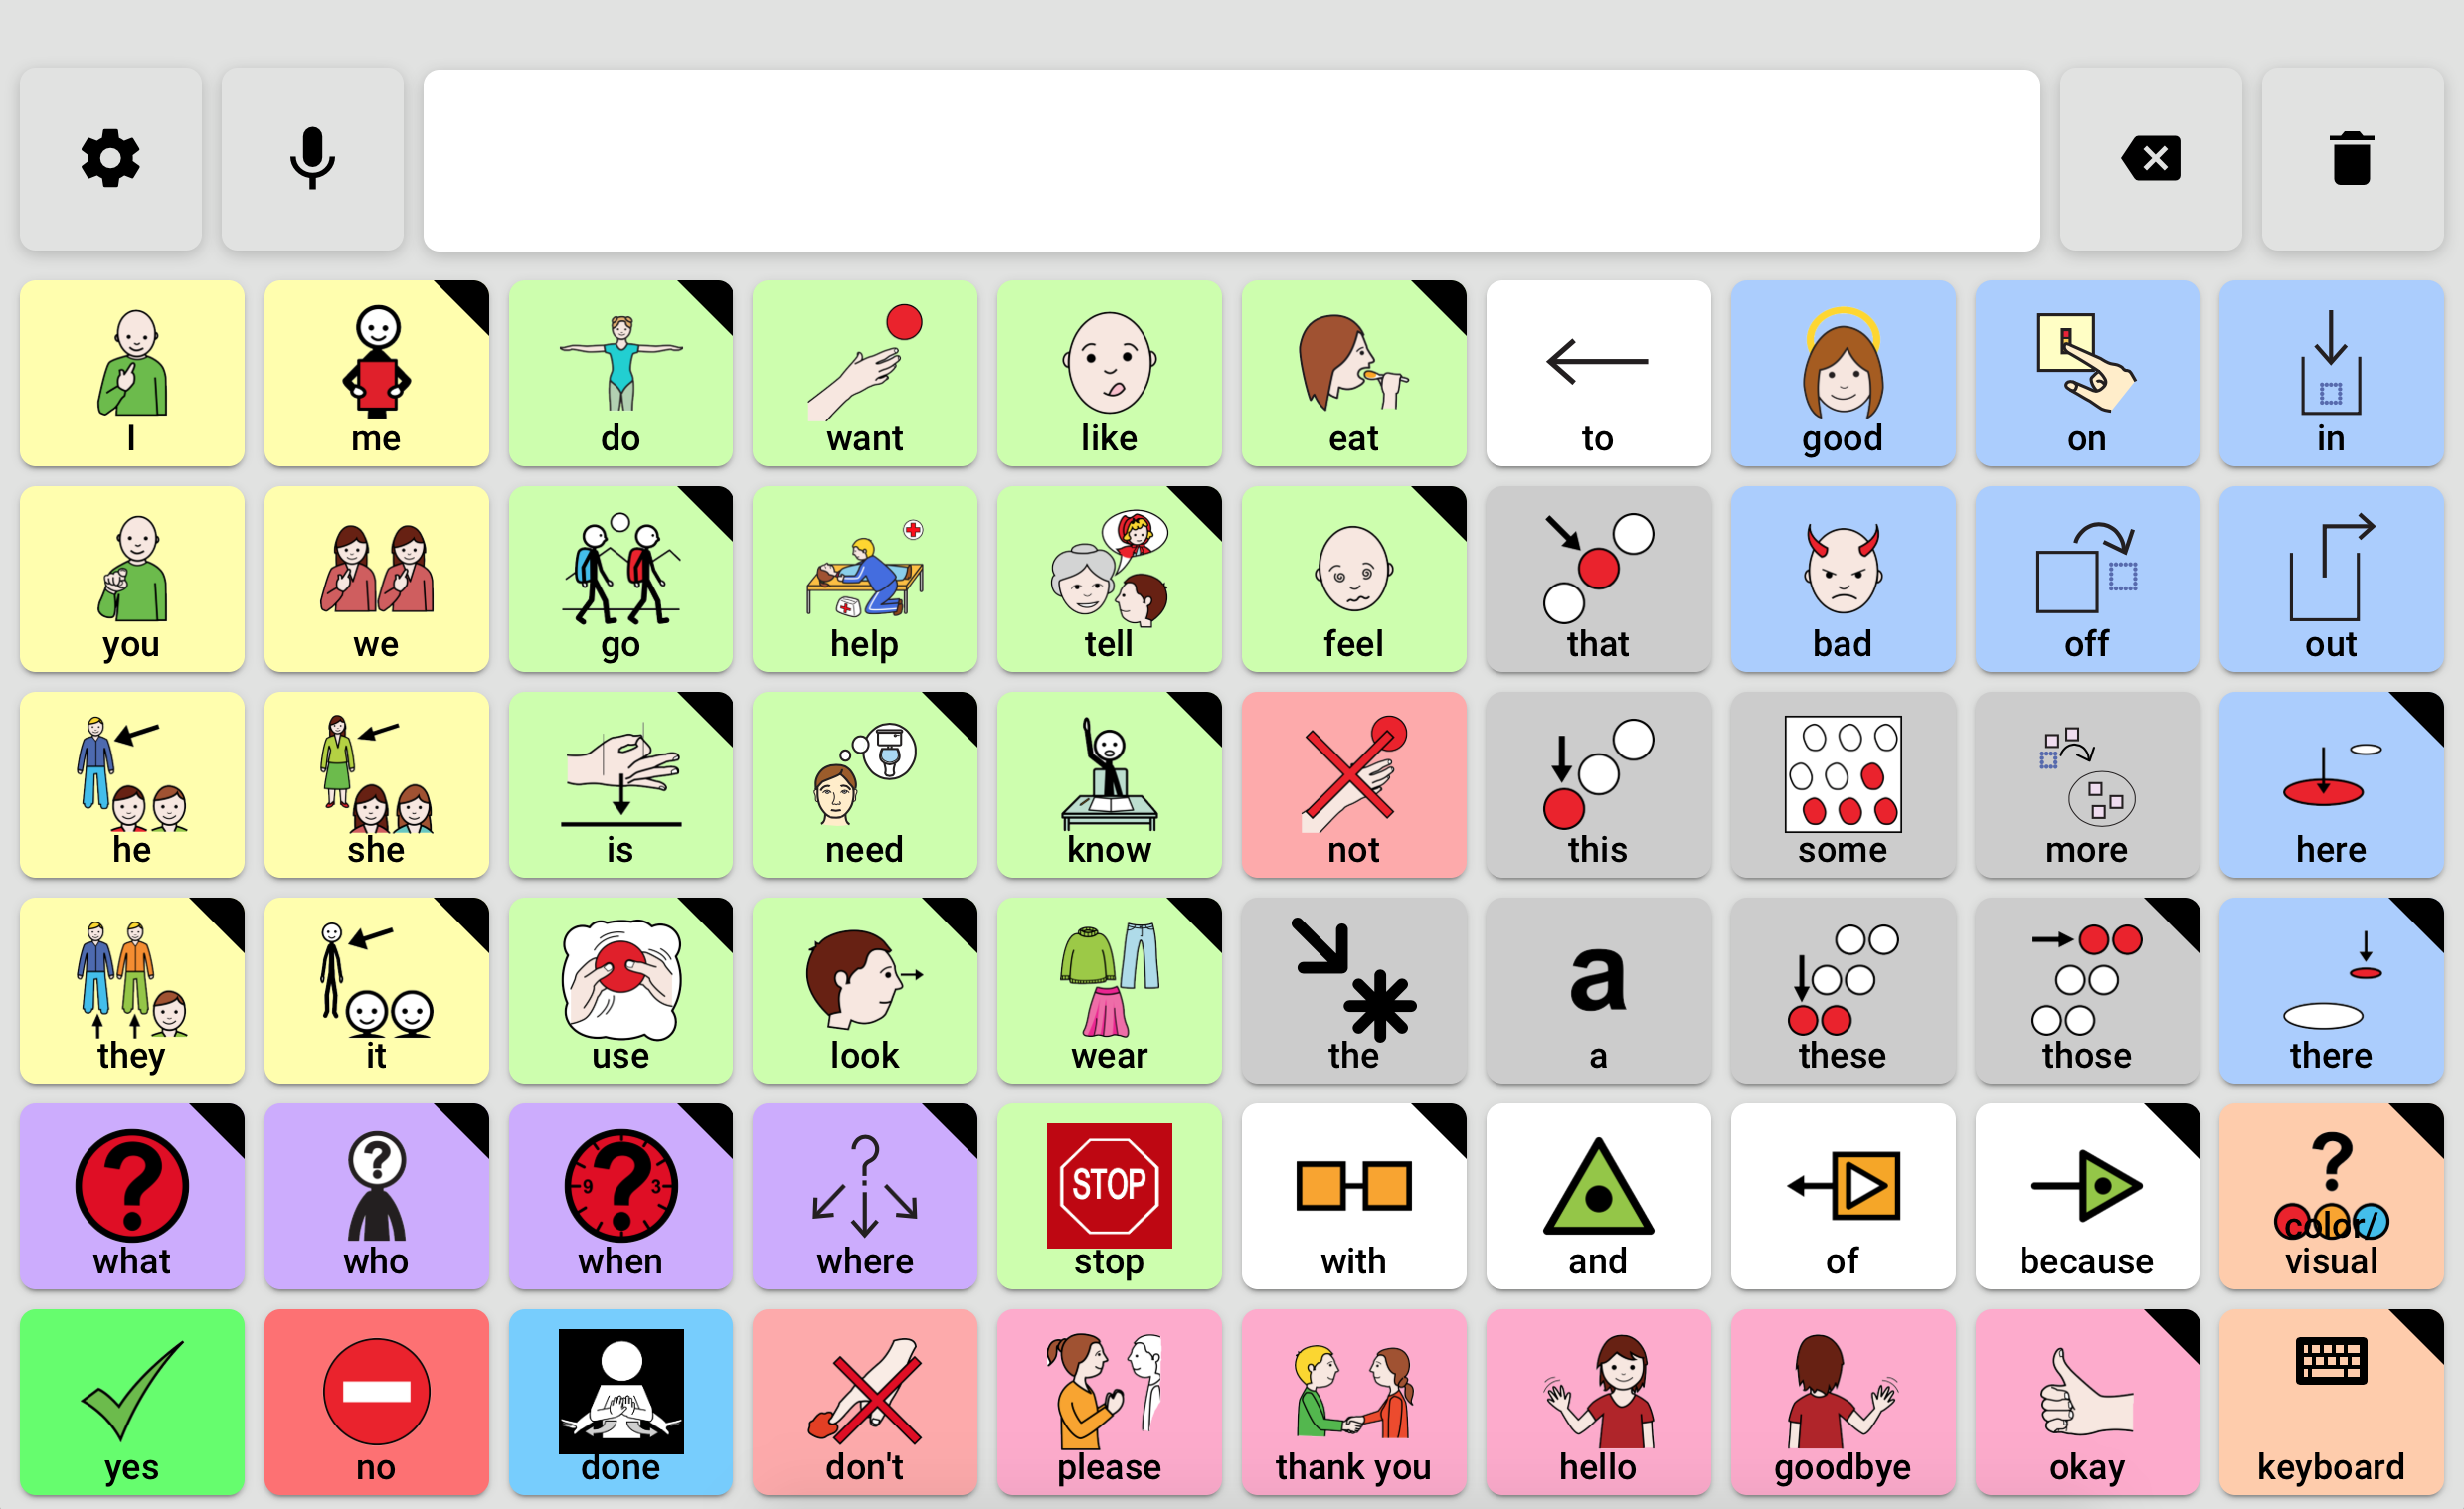 I
me
do
want
like
eat
to
good
on
in
you
we
go
help
tell
feel
that
bad
off
out
he
she
is
need
know
not
this
some
more
here
they
it
use
look
wear
the
a
a
these
those
there
?
what
?
who
9 ? 3
when
?
where
STOP
stop
with
and
of
because
?
color/
visual
yes
no
done
don't
please
thank you
hello
goodbye
okay
keyboard